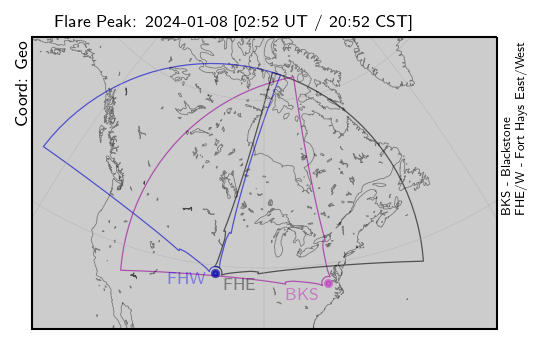 Flare Peak: 2024-01-08 [02:52 UT / 20:52 CST]
Coord: Geo
BKS - Blackstone
FHE/W - Fort Hays East/West
FHW
FHE
BKS